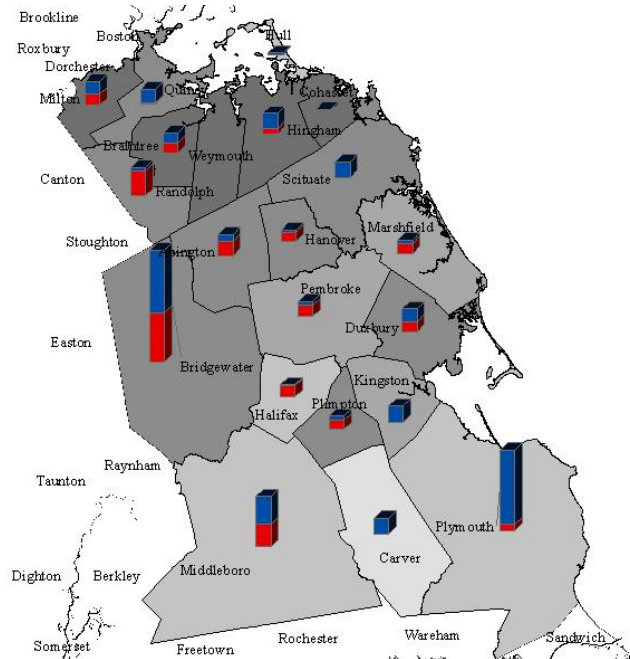 Brookline
Boston
Hull
Roxbury
Dorchester
Quin
Cohasset
Milton
Hingham
Braintree
Weymouth
Canton
Scituate
Randolph
Marshfield
Stoughton
Hanover
Abington
Pembroke
Duxbury
Easton
Bridgewater
Kingston
Halifax
Plimpton
Raynham
Taunton
Plymouth
Carver
Middleboro
Dighton
Berkley
Rochester
Wareham
Sandwich
Somerset
Freetown